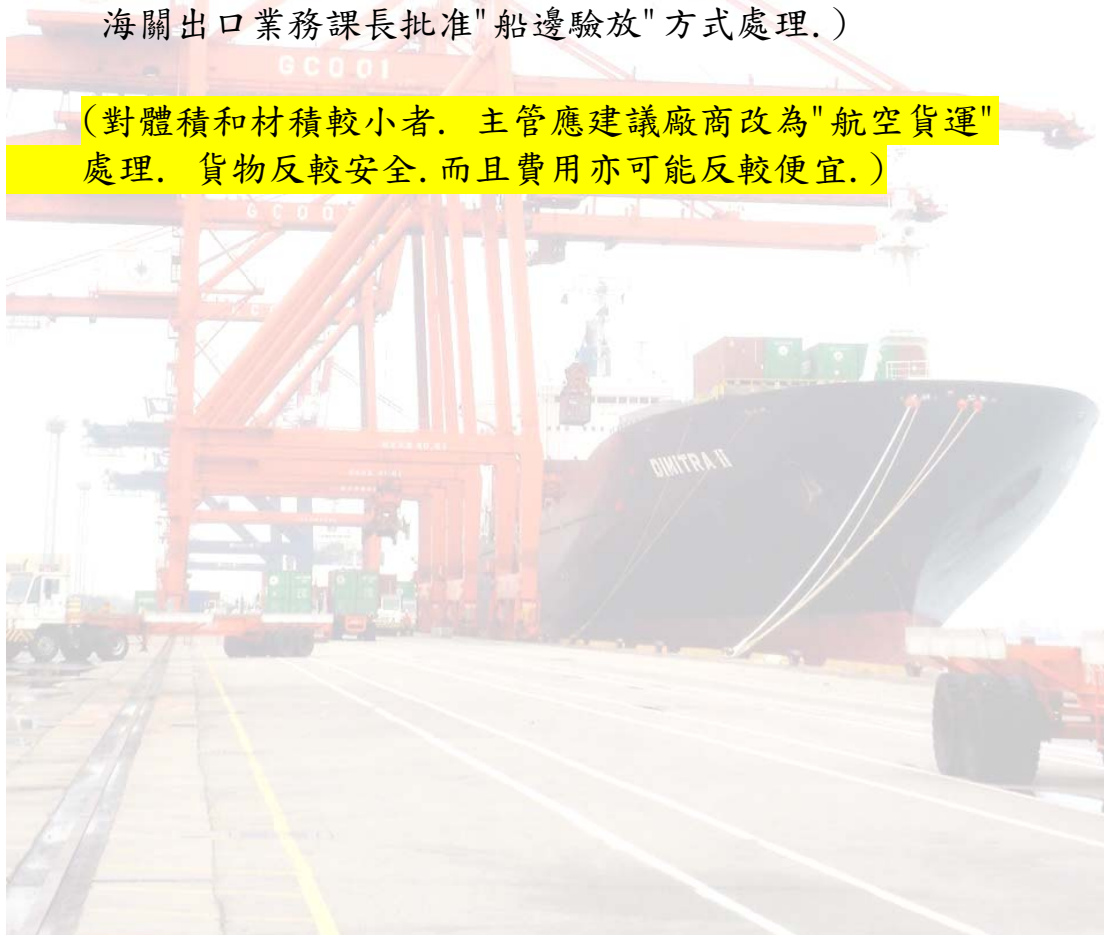 海關出口業務課長批准"船邊驗放"方式處理.)
GC001
(對體積和材積較小者. 主管應建議廠商改為"航空貨運"
處理. 貨物反較安全.而且費用亦可能反較便宜.)
DIMITRA II